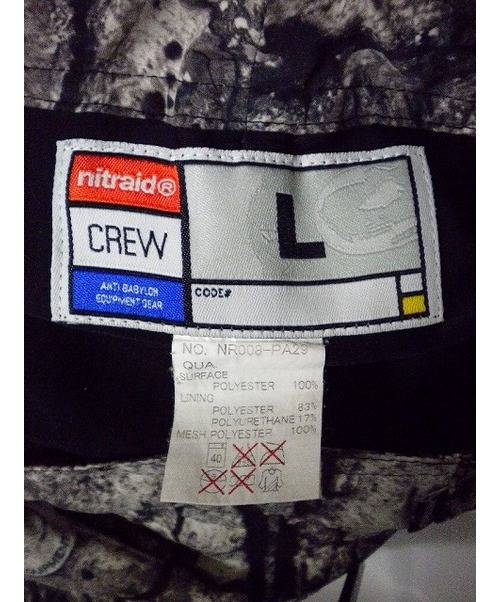 nitraid®
CREW
L
ANTI BABYLON
EQUIPMENT GEAR
CODE#
NO. NR008-PA29
QUA.
SURFACE
POLYESTER 100%
LINING
POLYESTER 83%
POLYURETHANE 17%
MESH POLYESTER 100%
40